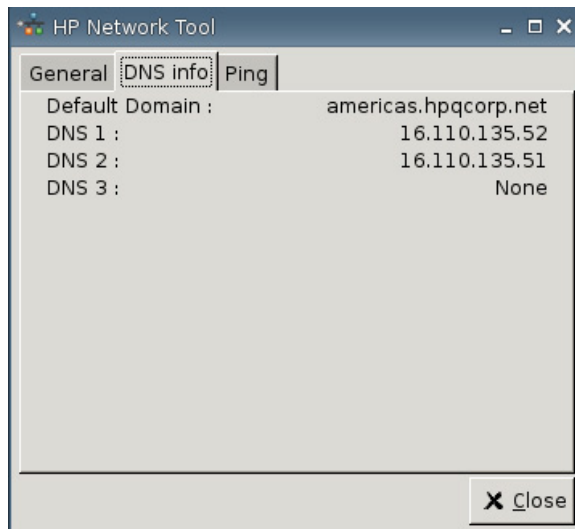 HP Network Tool
General DNS info Ping
Default Domain : americas.hpqcorp.net
DNS 1 : 16.110.135.52
DNS 2 : 16.110.135.51
DNS 3 : None
Close